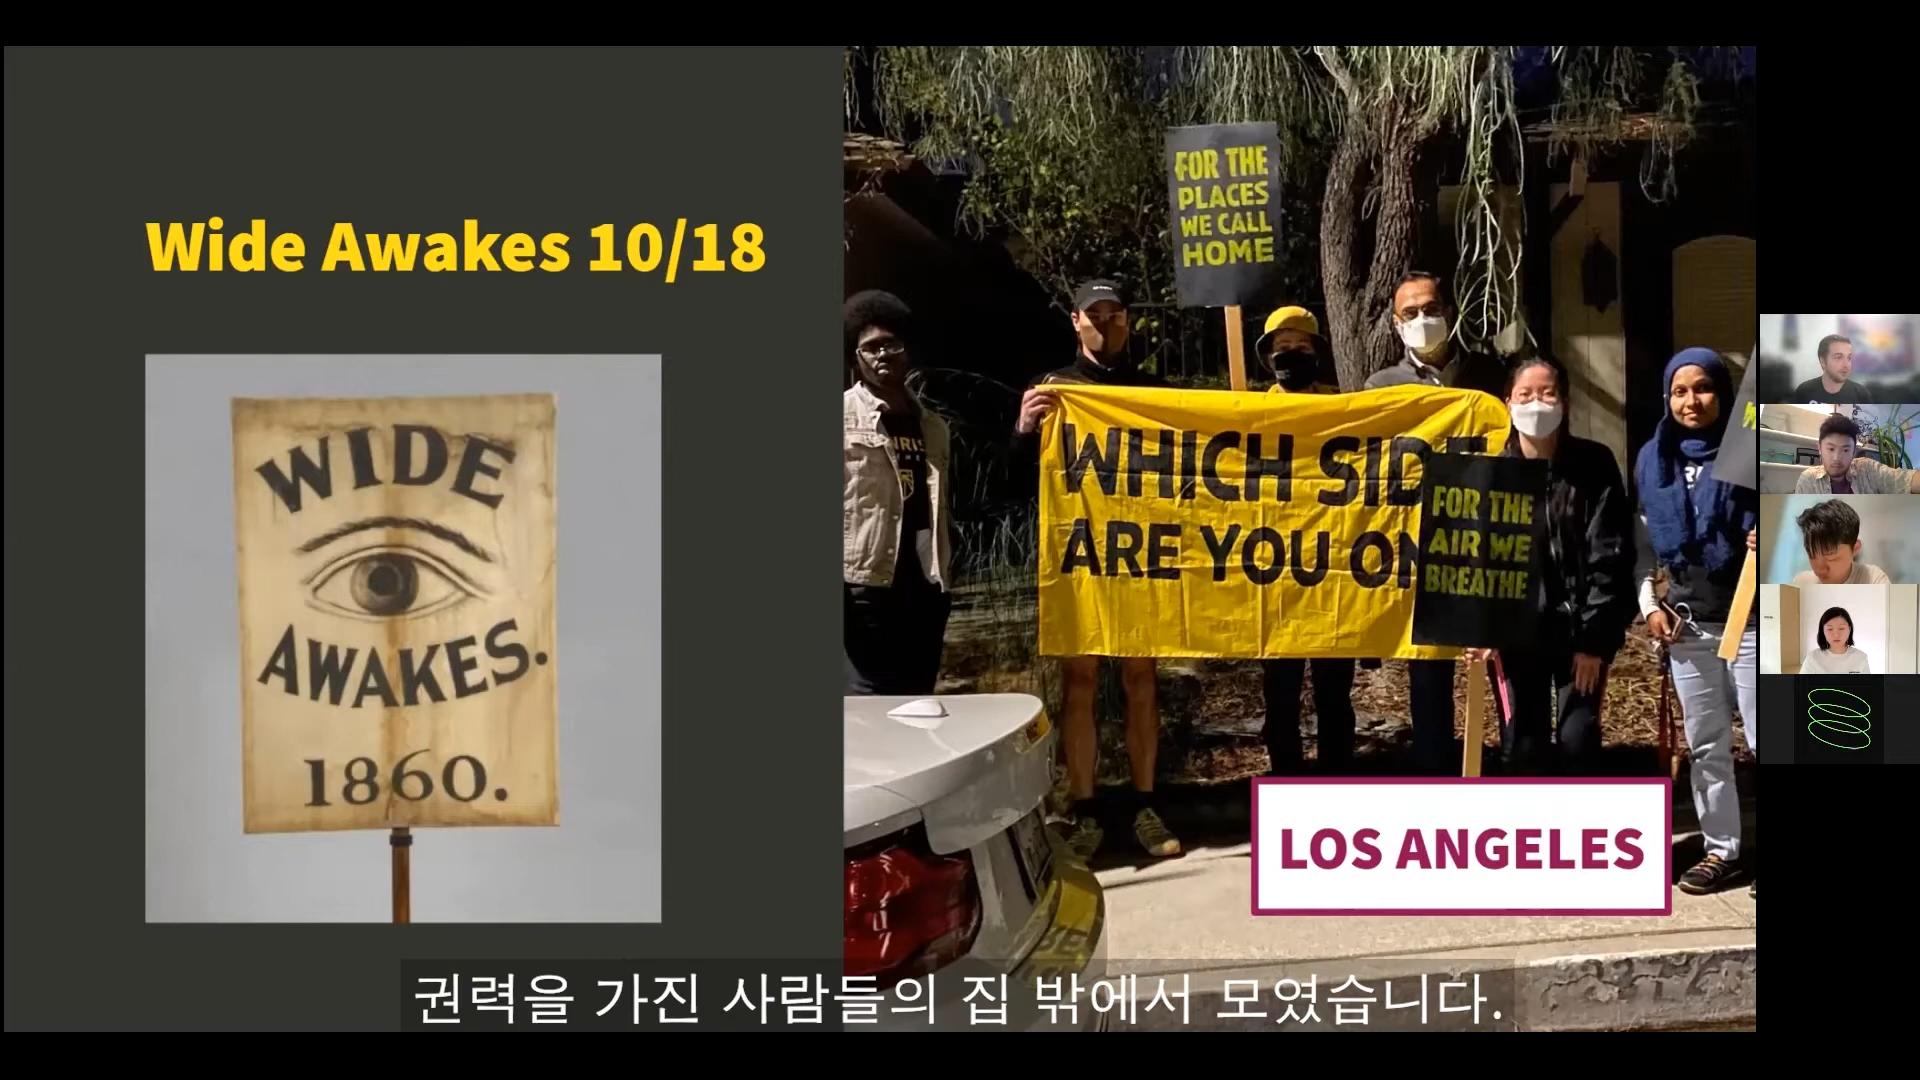 Wide Awakes 10/18
WIDE
AWAKES.
1860.
FOR THE
PLACES
WE CALL
HOME
WHICH SIDE
ARE YOU ON
FOR THE
AIR WE
BREATHE
LOS ANGELES
권력을 가진 사람들의 집 밖에서 모였습니다.